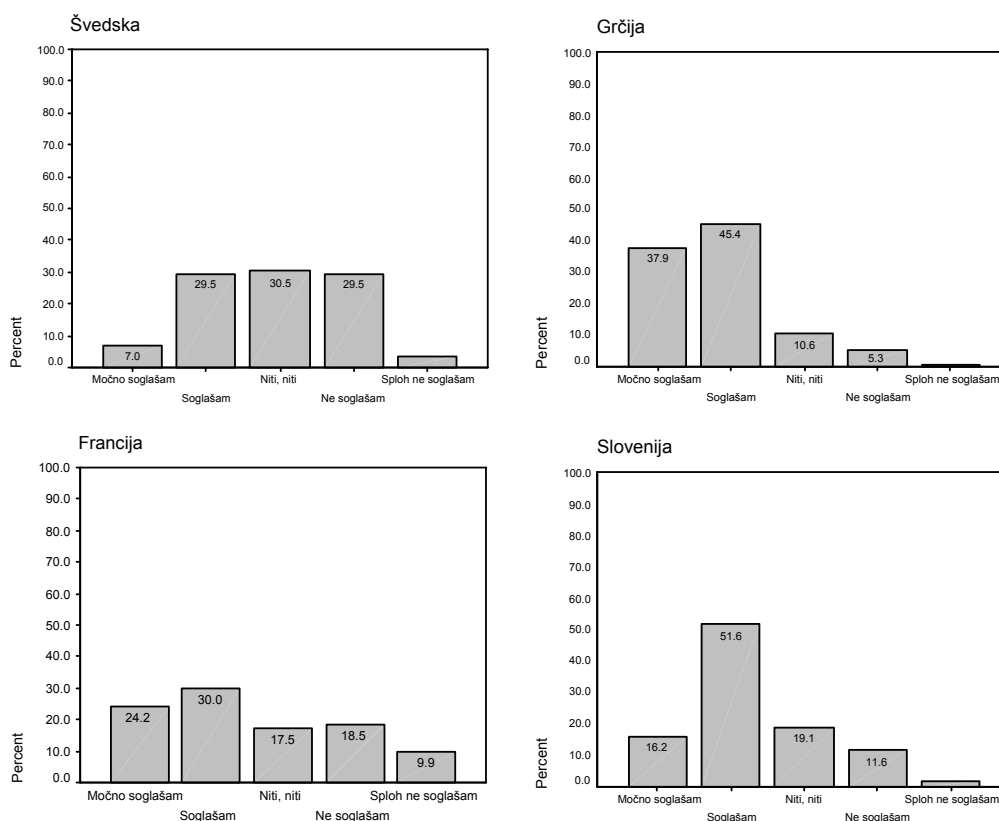 Švedska
100.0
90.0
80.0
70.0
60.0
50.0
40.0
30.0
20.0
10.0
0.0
Percent
7.0
29.5
30.5
29.5
Močno soglašam
Niti, niti
Sploh ne soglašam
Soglašam
Ne soglašam
Grčija
100.0
90.0
80.0
70.0
60.0
50.0
40.0
30.0
20.0
10.0
0.0
Percent
37.9
45.4
10.6
5.3
Močno soglašam
Niti, niti
Sploh ne soglašam
Soglašam
Ne soglašam
Francija
100.0
90.0
80.0
70.0
60.0
50.0
40.0
30.0
20.0
10.0
0.0
Percent
24.2
30.0
17.5
18.5
9.9
Močno soglašam
Niti, niti
Sploh ne soglašam
Soglašam
Ne soglašam
Slovenija
100.0
90.0
80.0
70.0
60.0
50.0
40.0
30.0
20.0
10.0
0.0
Percent
16.2
51.6
19.1
11.6
Močno soglašam
Niti, niti
Sploh ne soglašam
Soglašam
Ne soglašam